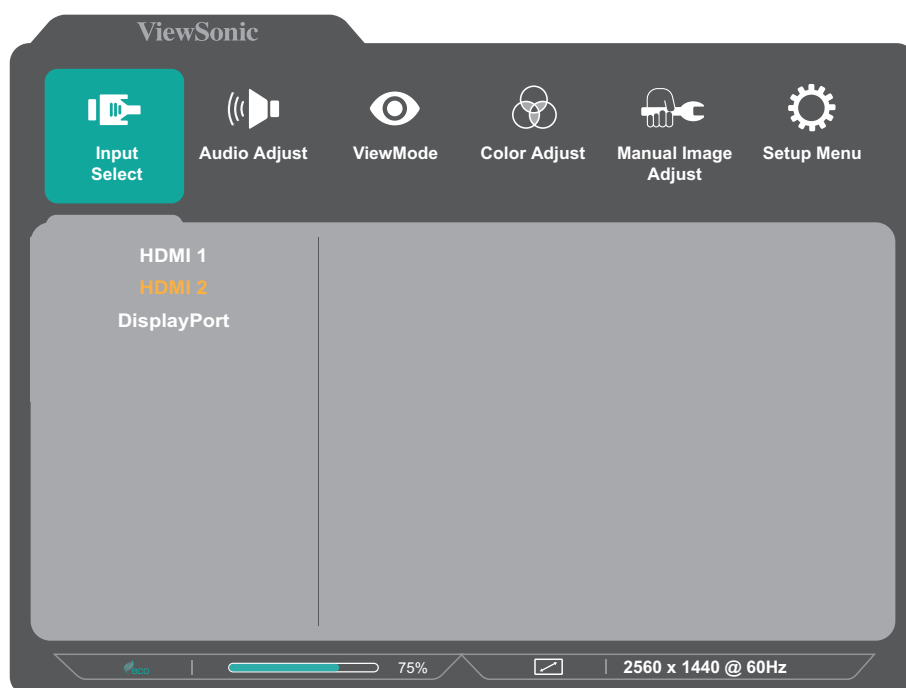 ViewSonic
Input
Select
Audio Adjust
ViewMode
Color Adjust
Manual Image
Adjust
Setup Menu
HDMI 1
HDMI 2
DisplayPort
eco
75%
2560 x 1440 @ 60Hz